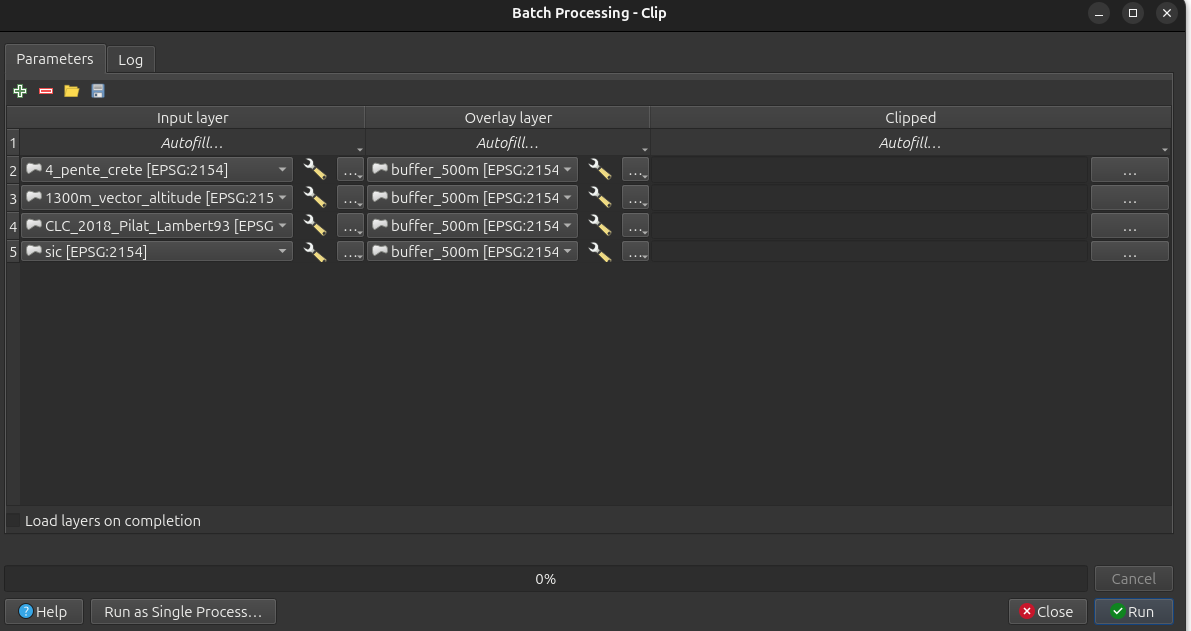 Batch Processing - Clip
Parameters Log
Input layer Overlay layer Clipped
1 Autofill… Autofill… Autofill…
2 4_pente_crete [EPSG:2154] … buffer_500m [EPSG:2154 … …
3 1300m_vector_altitude [EPSG:215 … buffer_500m [EPSG:2154 … …
4 CLC_2018_Pilat_Lambert93 [EPSG … buffer_500m [EPSG:2154 … …
5 sic [EPSG:2154] … buffer_500m [EPSG:2154 … …
Load layers on completion
0% Cancel
? Help Run as Single Process… Close Run